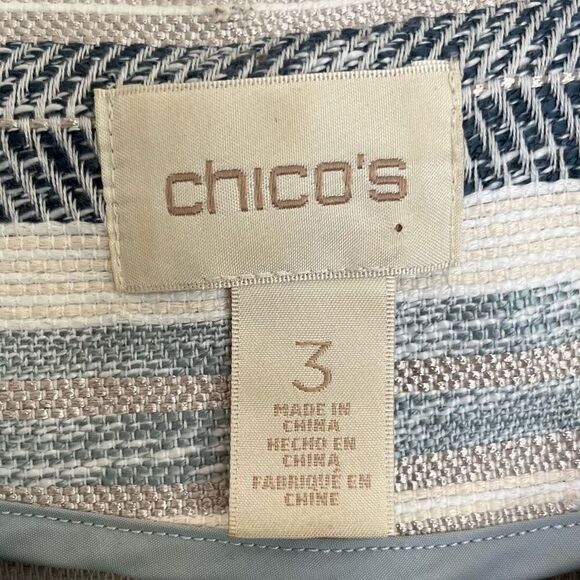 chico's
3
MADE IN
CHINA
HECHO EN
CHINA
FABRIQUÉ EN
CHINE